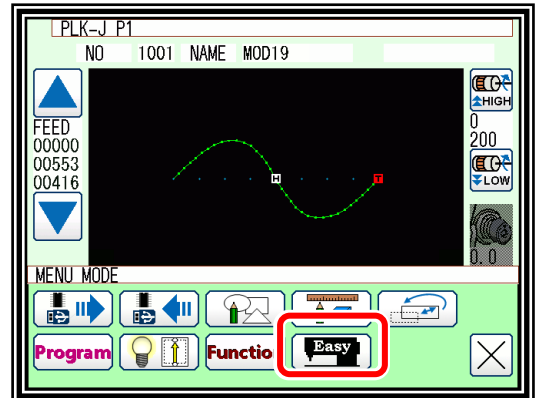 PLK-J P1
NO 1001 NAME MOD19
HIGH
FEED
0
00000
200
00553
00416
LOW
H
T
0.0
MENU MODE
Program
Functio
Easy